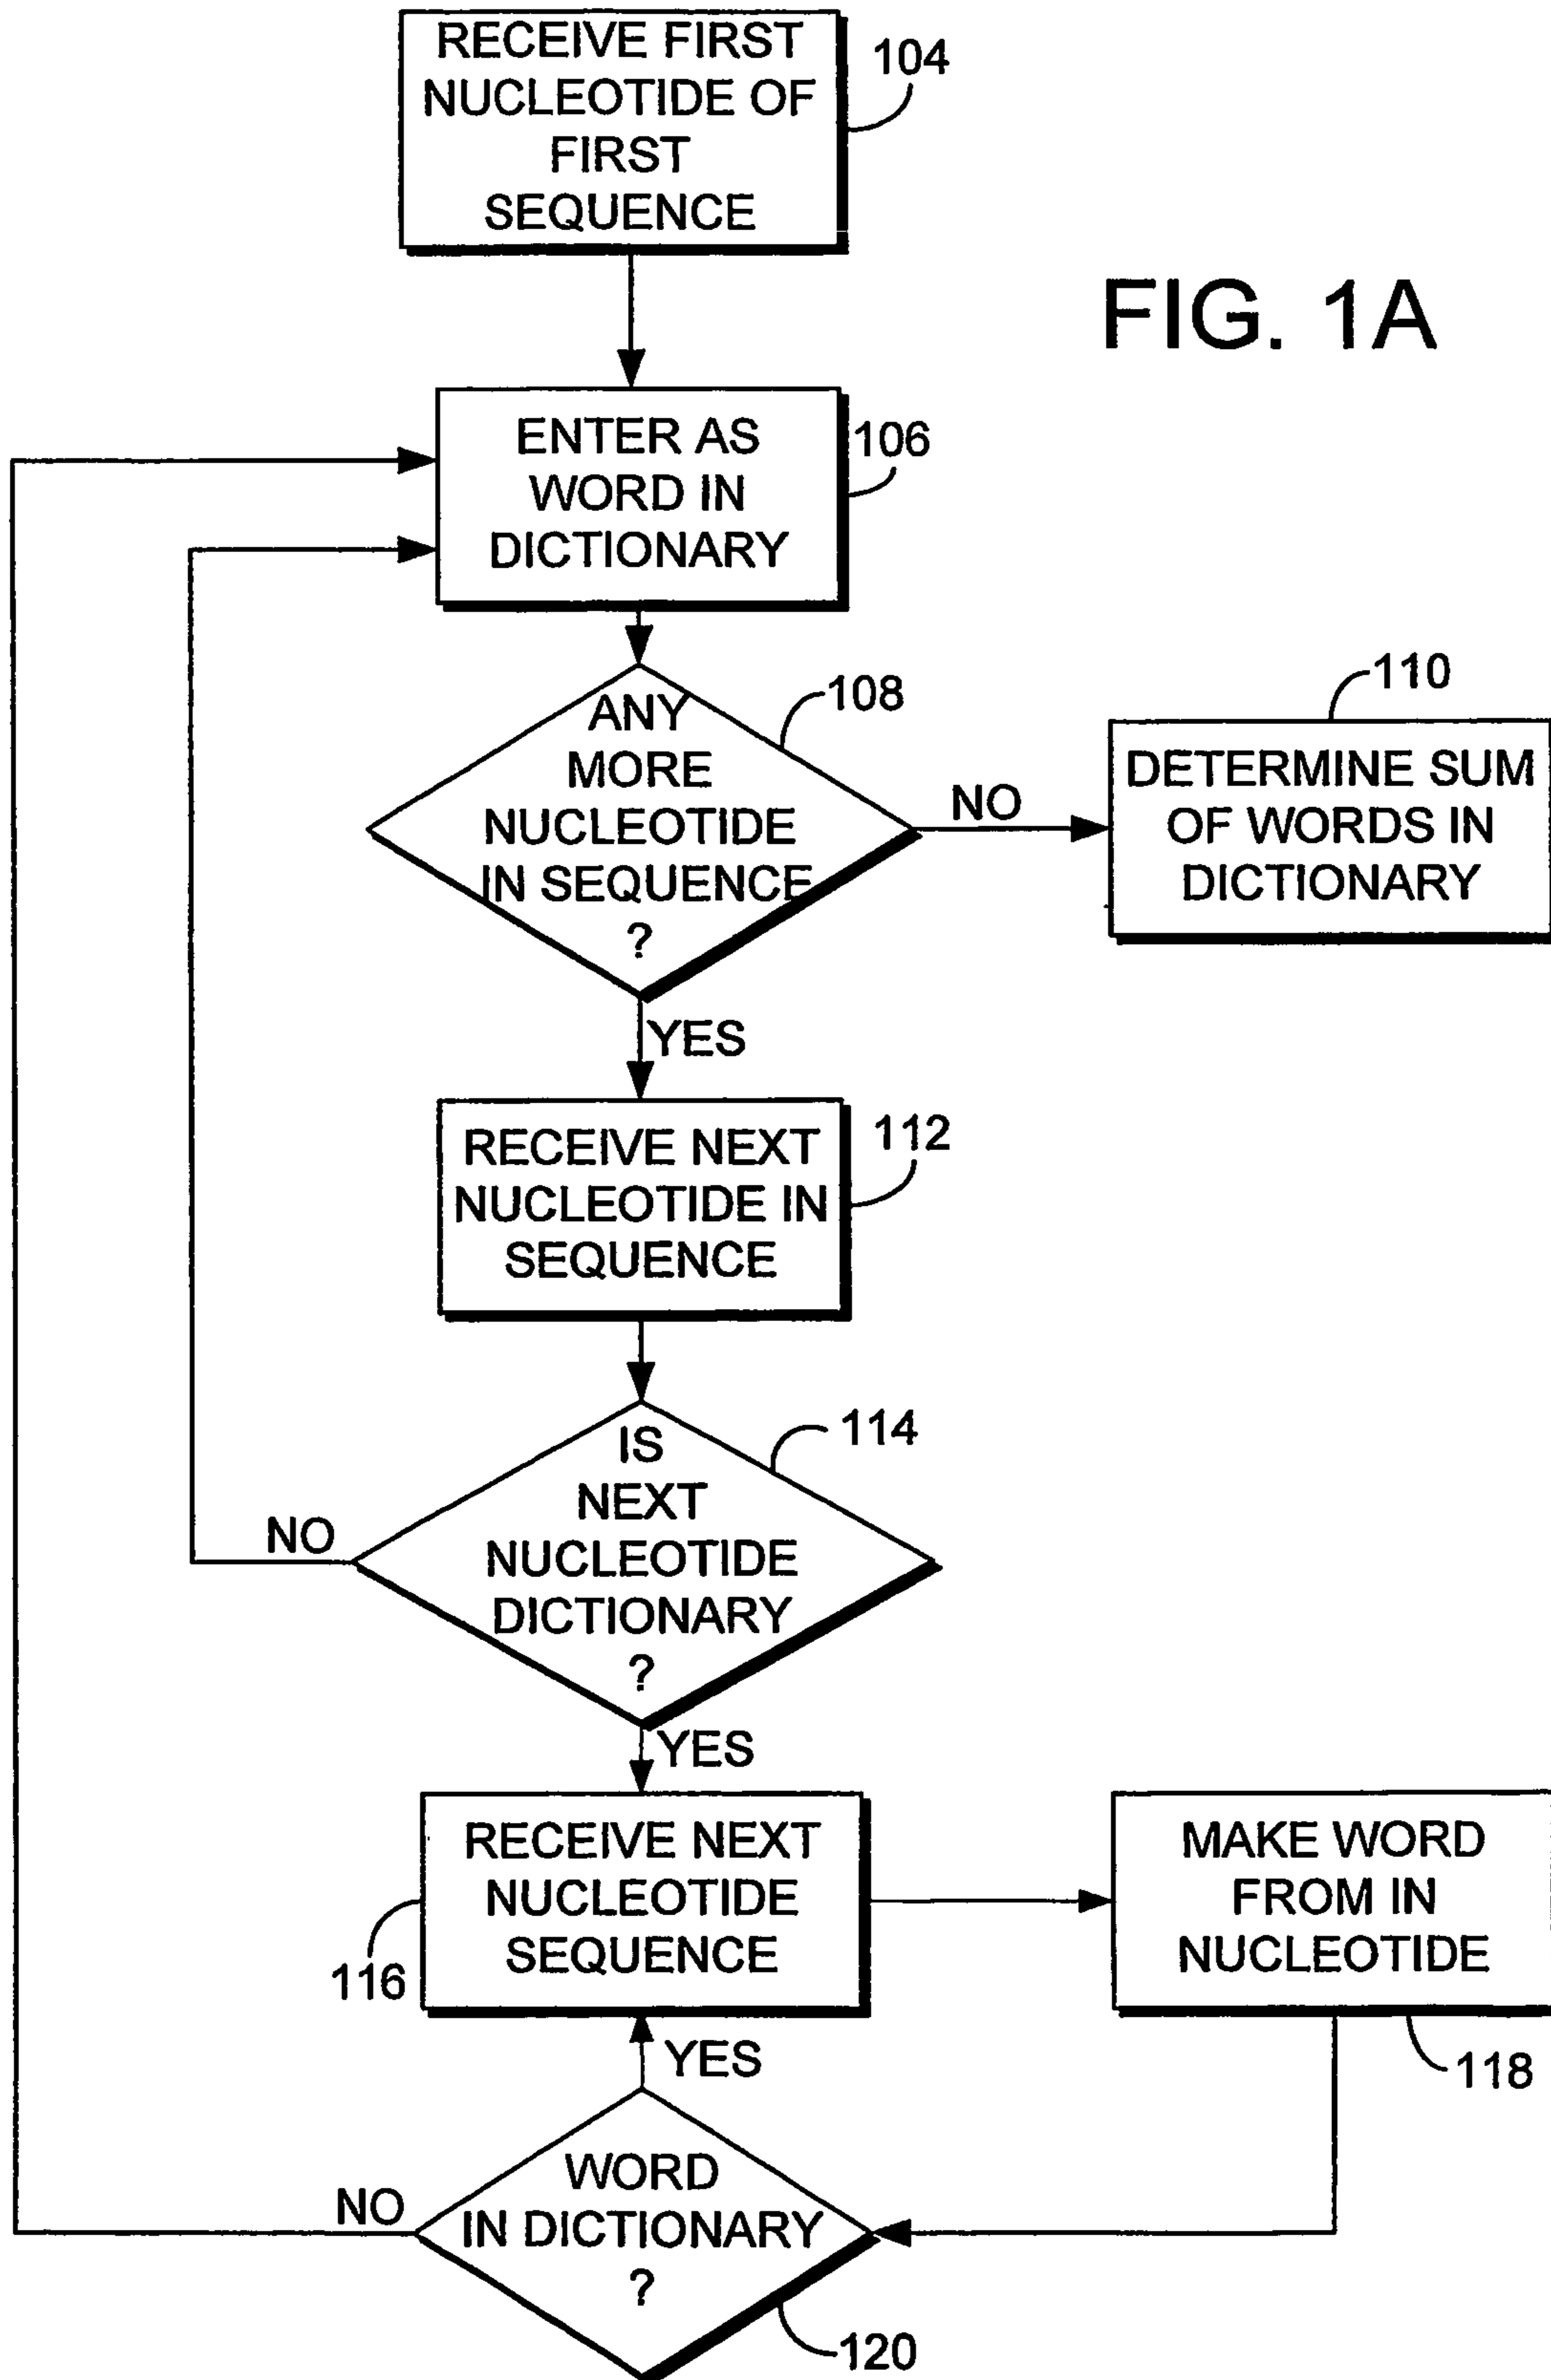 RECEIVE FIRST
NUCLEOTIDE OF
FIRST
SEQUENCE
104
FIG. 1A
ENTER AS
WORD IN
DICTIONARY
106
ANY
MORE
NUCLEOTIDE
IN SEQUENCE
?
108
NO
110
DETERMINE SUM
OF WORDS IN
DICTIONARY
YES
RECEIVE NEXT
NUCLEOTIDE IN
SEQUENCE
112
IS
NEXT
NUCLEOTIDE
DICTIONARY
?
114
NO
YES
RECEIVE NEXT
NUCLEOTIDE
SEQUENCE
116
MAKE WORD
FROM IN
NUCLEOTIDE
118
YES
WORD
IN DICTIONARY
?
NO
120